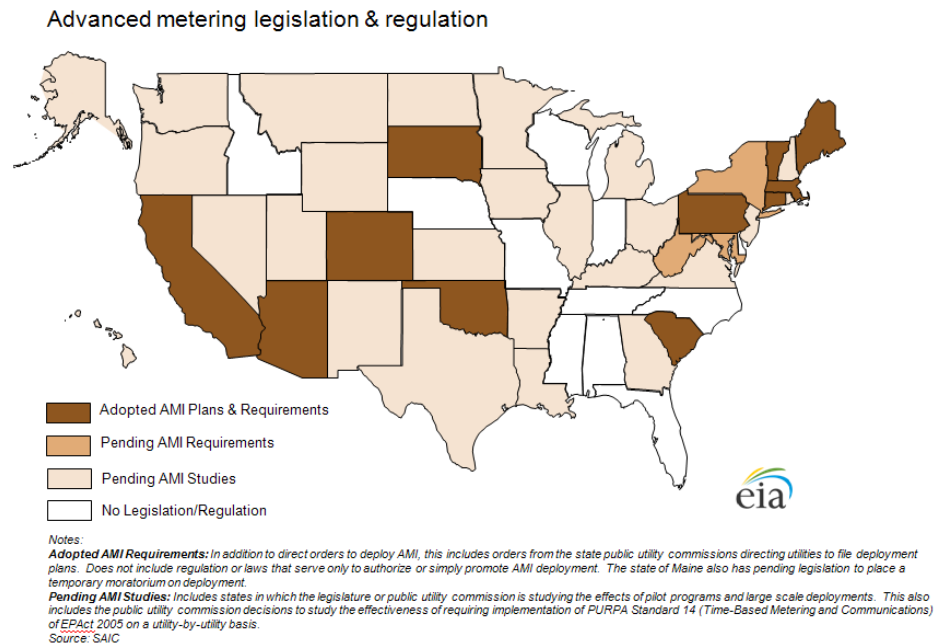 Advanced metering legislation & regulation
Adopted AMI Plans & Requirements
Pending AMI Requirements
Pending AMI Studies
No Legislation/Regulation
eia
Notes:
Adopted AMI Requirements: In addition to direct orders to deploy AMI, this includes orders from the state public utility commissions directing utilities to file deployment
plans. Does not include regulation or laws that serve only to authorize or simply promote AMI deployment. The state of Maine also has pending legislation to place a
temporary moratorium on deployment.
Pending AMI Studies: Includes states in which the legislature or public utility commission is studying the effects of pilot programs and large scale deployments. This also
includes the public utility commission decisions to study the effectiveness of requiring implementation of PURPA Standard 14 (Time-Based Metering and Communications)
of EPAct 2005 on a utility-by-utility basis.
Source: SAIC